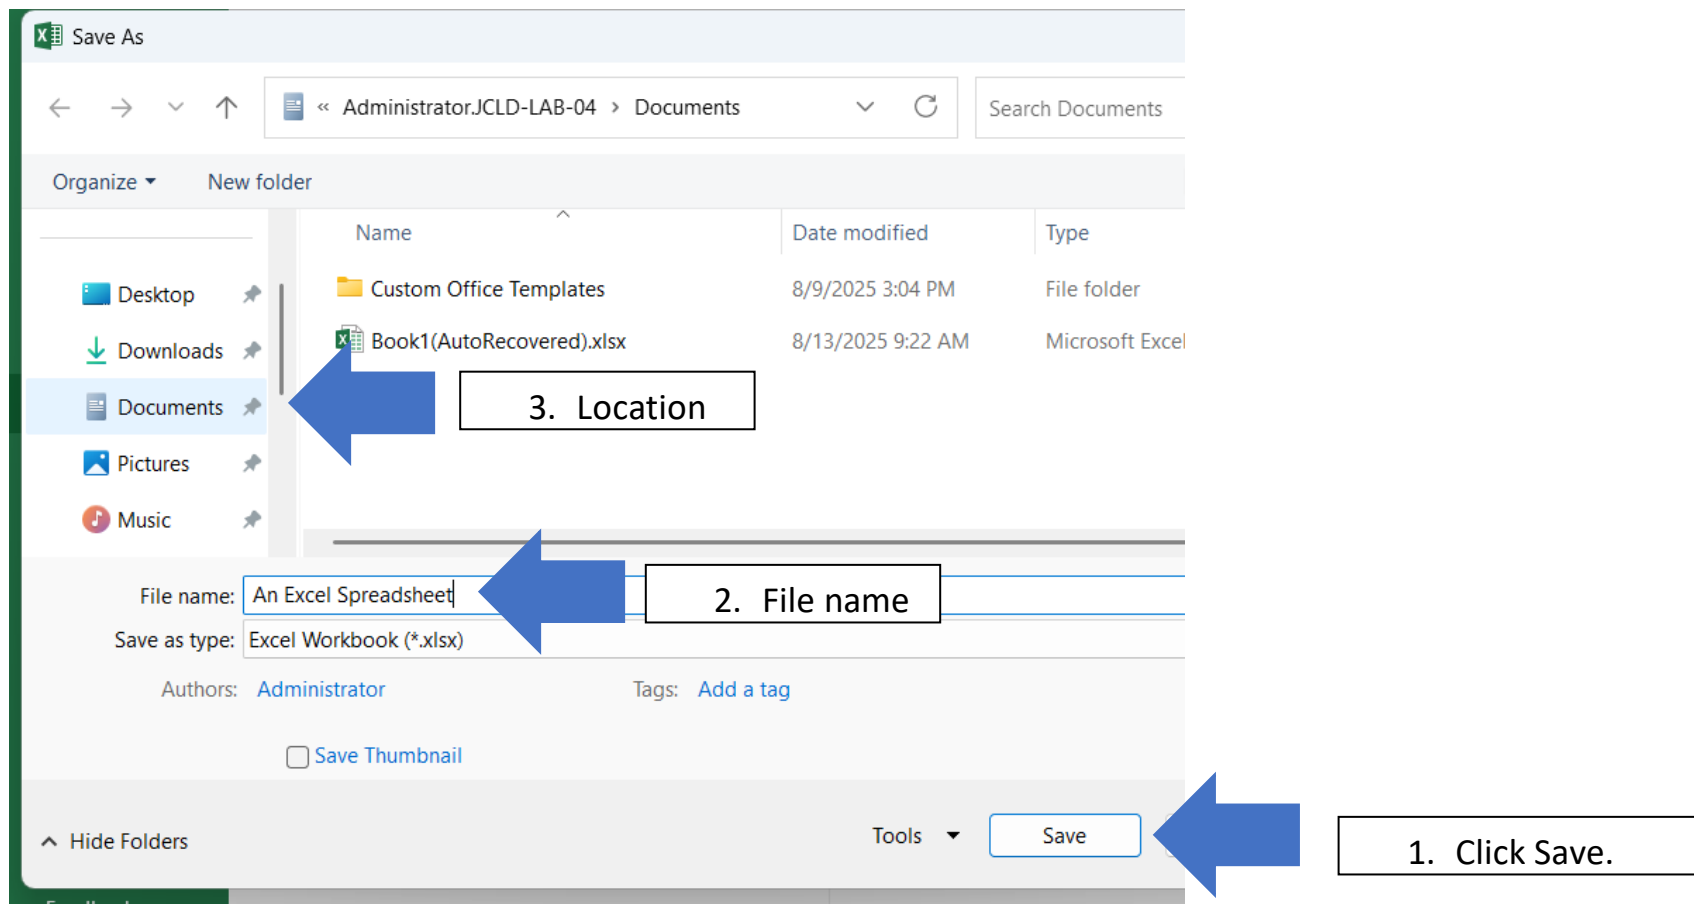 Save As
« Administrator.JCLD-LAB-04 > Documents
Search Documents
Organize
New folder
Name
Date modified
Type
Desktop
Downloads
Documents
Pictures
Music
Custom Office Templates 8/9/2025 3:04 PM File folder
Book1(AutoRecovered).xlsx 8/13/2025 9:22 AM Microsoft Excel
3. Location
File name: An Excel Spreadsheet
2. File name
Save as type: Excel Workbook (*.xlsx)
Authors: Administrator
Tags: Add a tag
Save Thumbnail
Hide Folders
Tools
Save
1. Click Save.